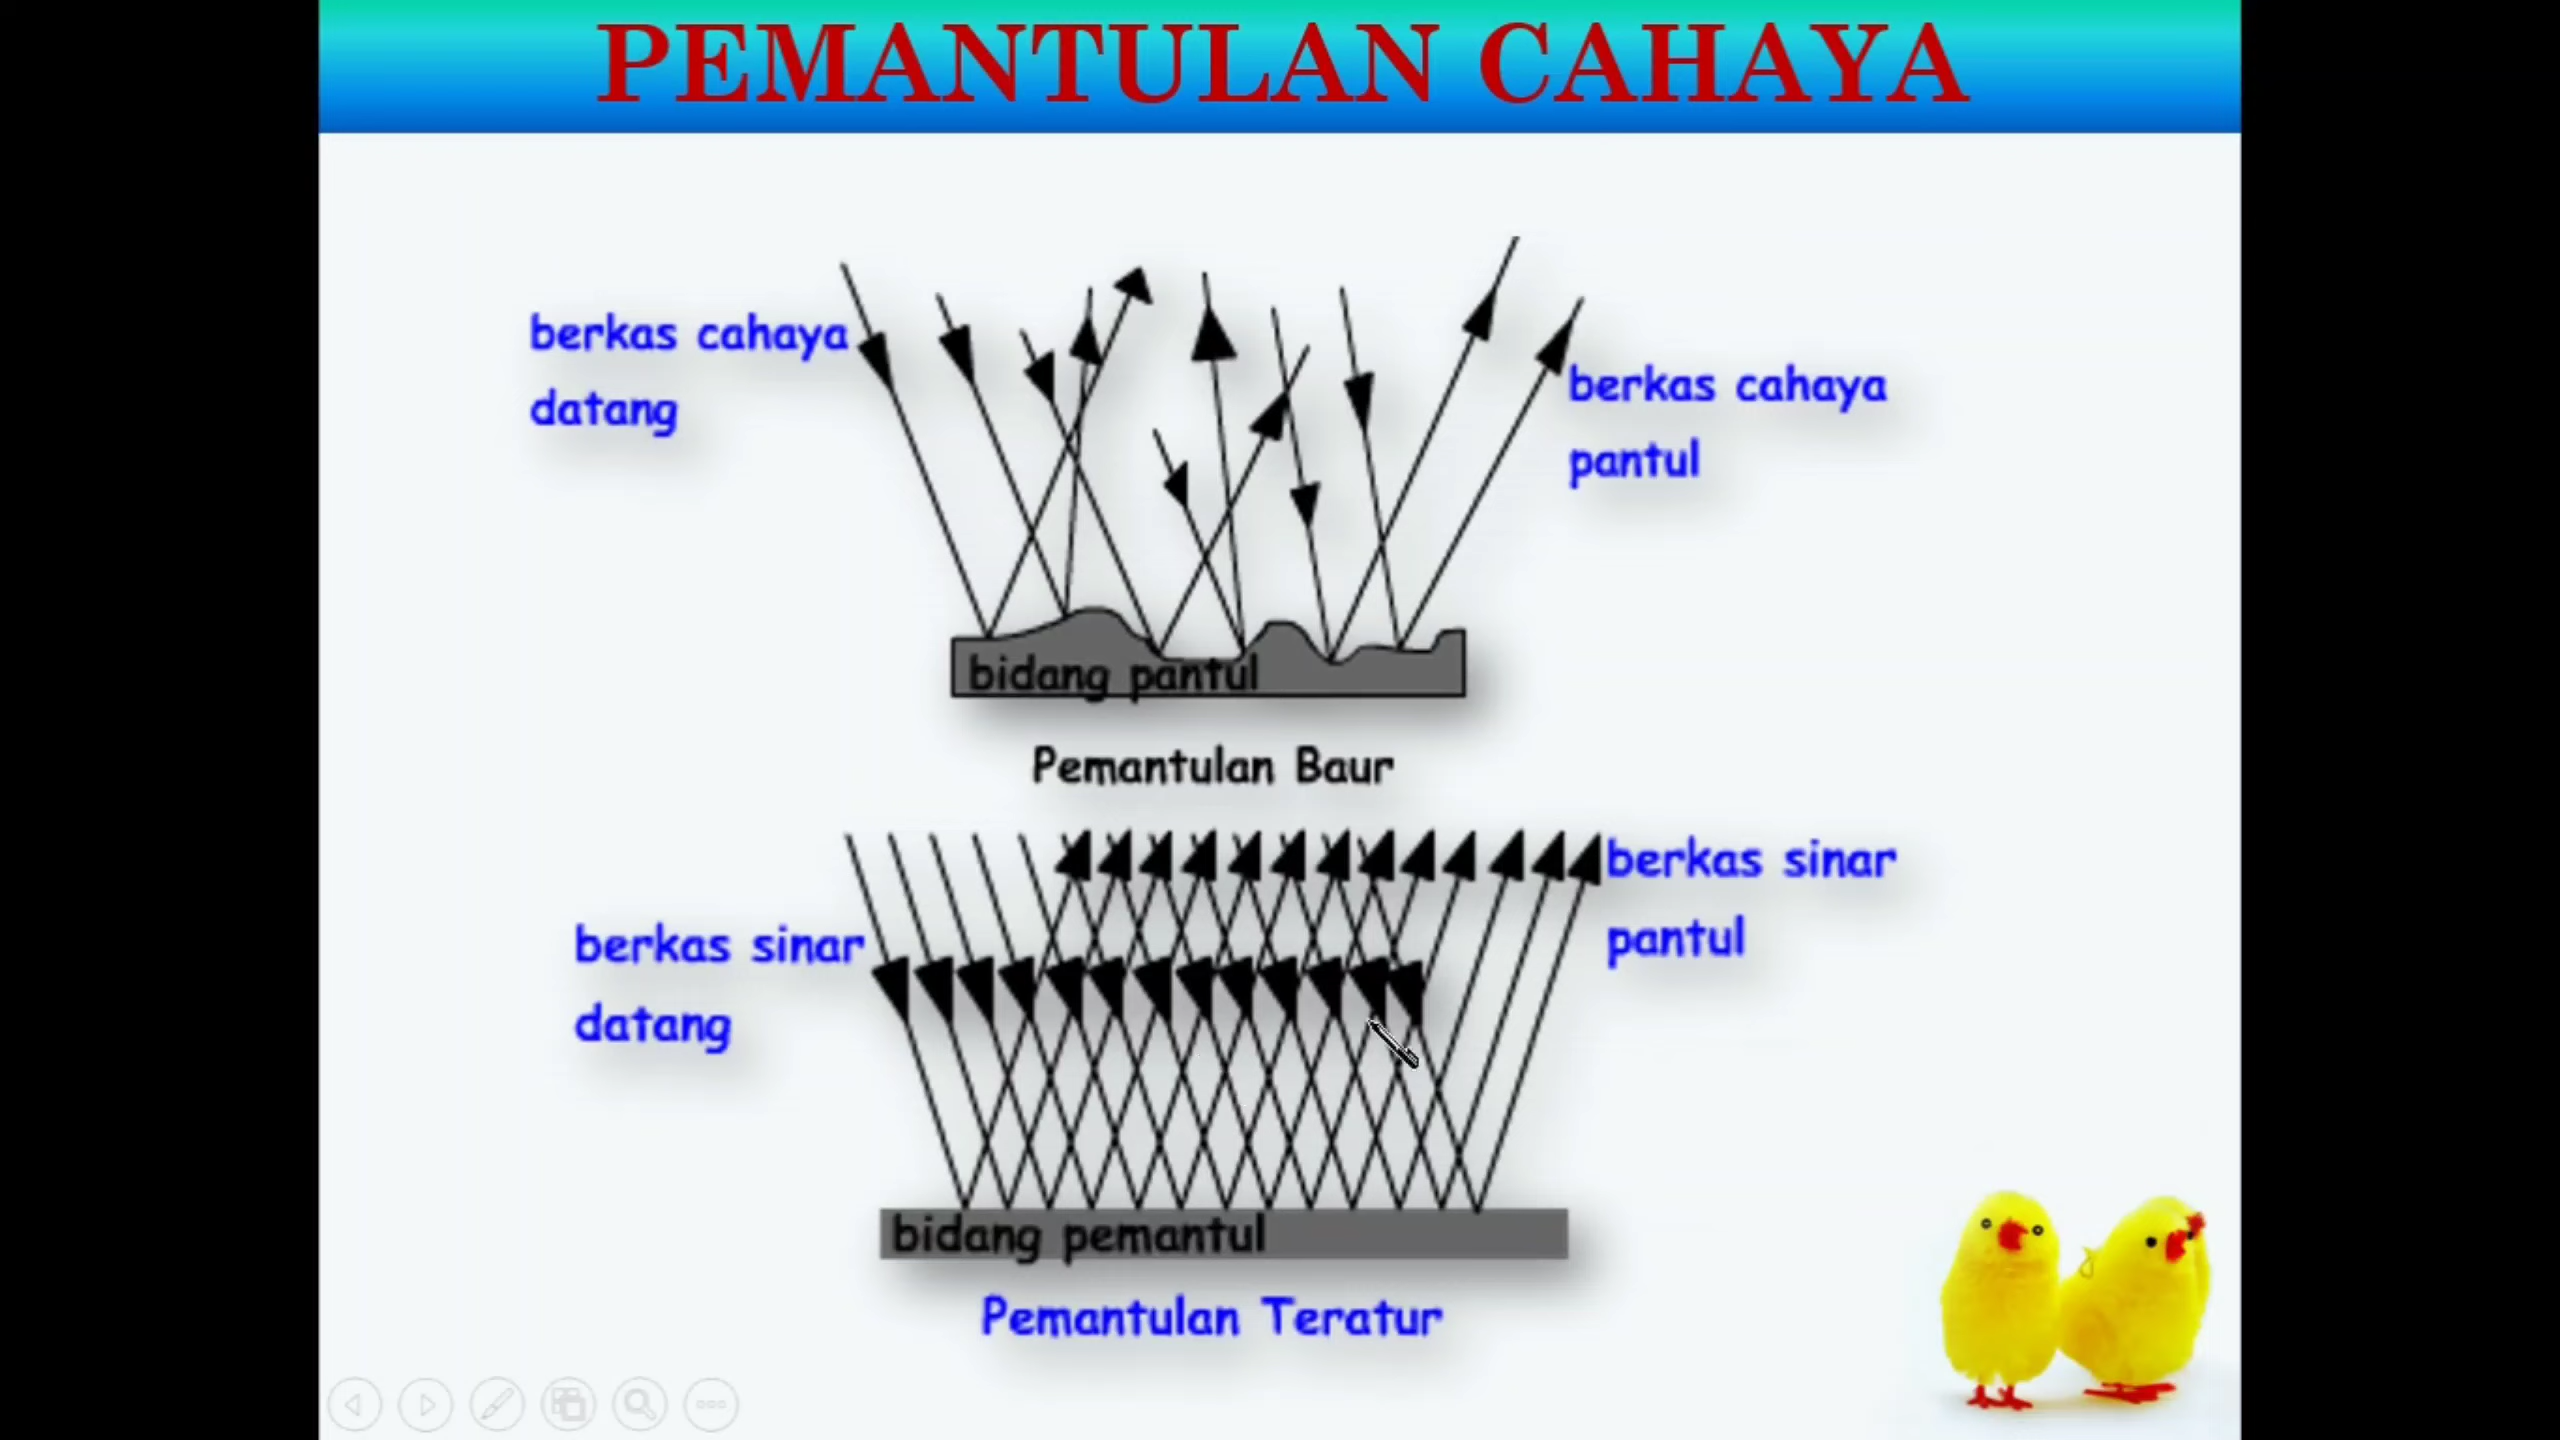 PEMANTULAN CAHAYA
berkas cahaya
datang
berkas cahaya
pantul
bidang pantul
Pemantulan Baur
berkas sinar
pantul
berkas sinar
datang
bidang pemantul
Pemantulan Teratur